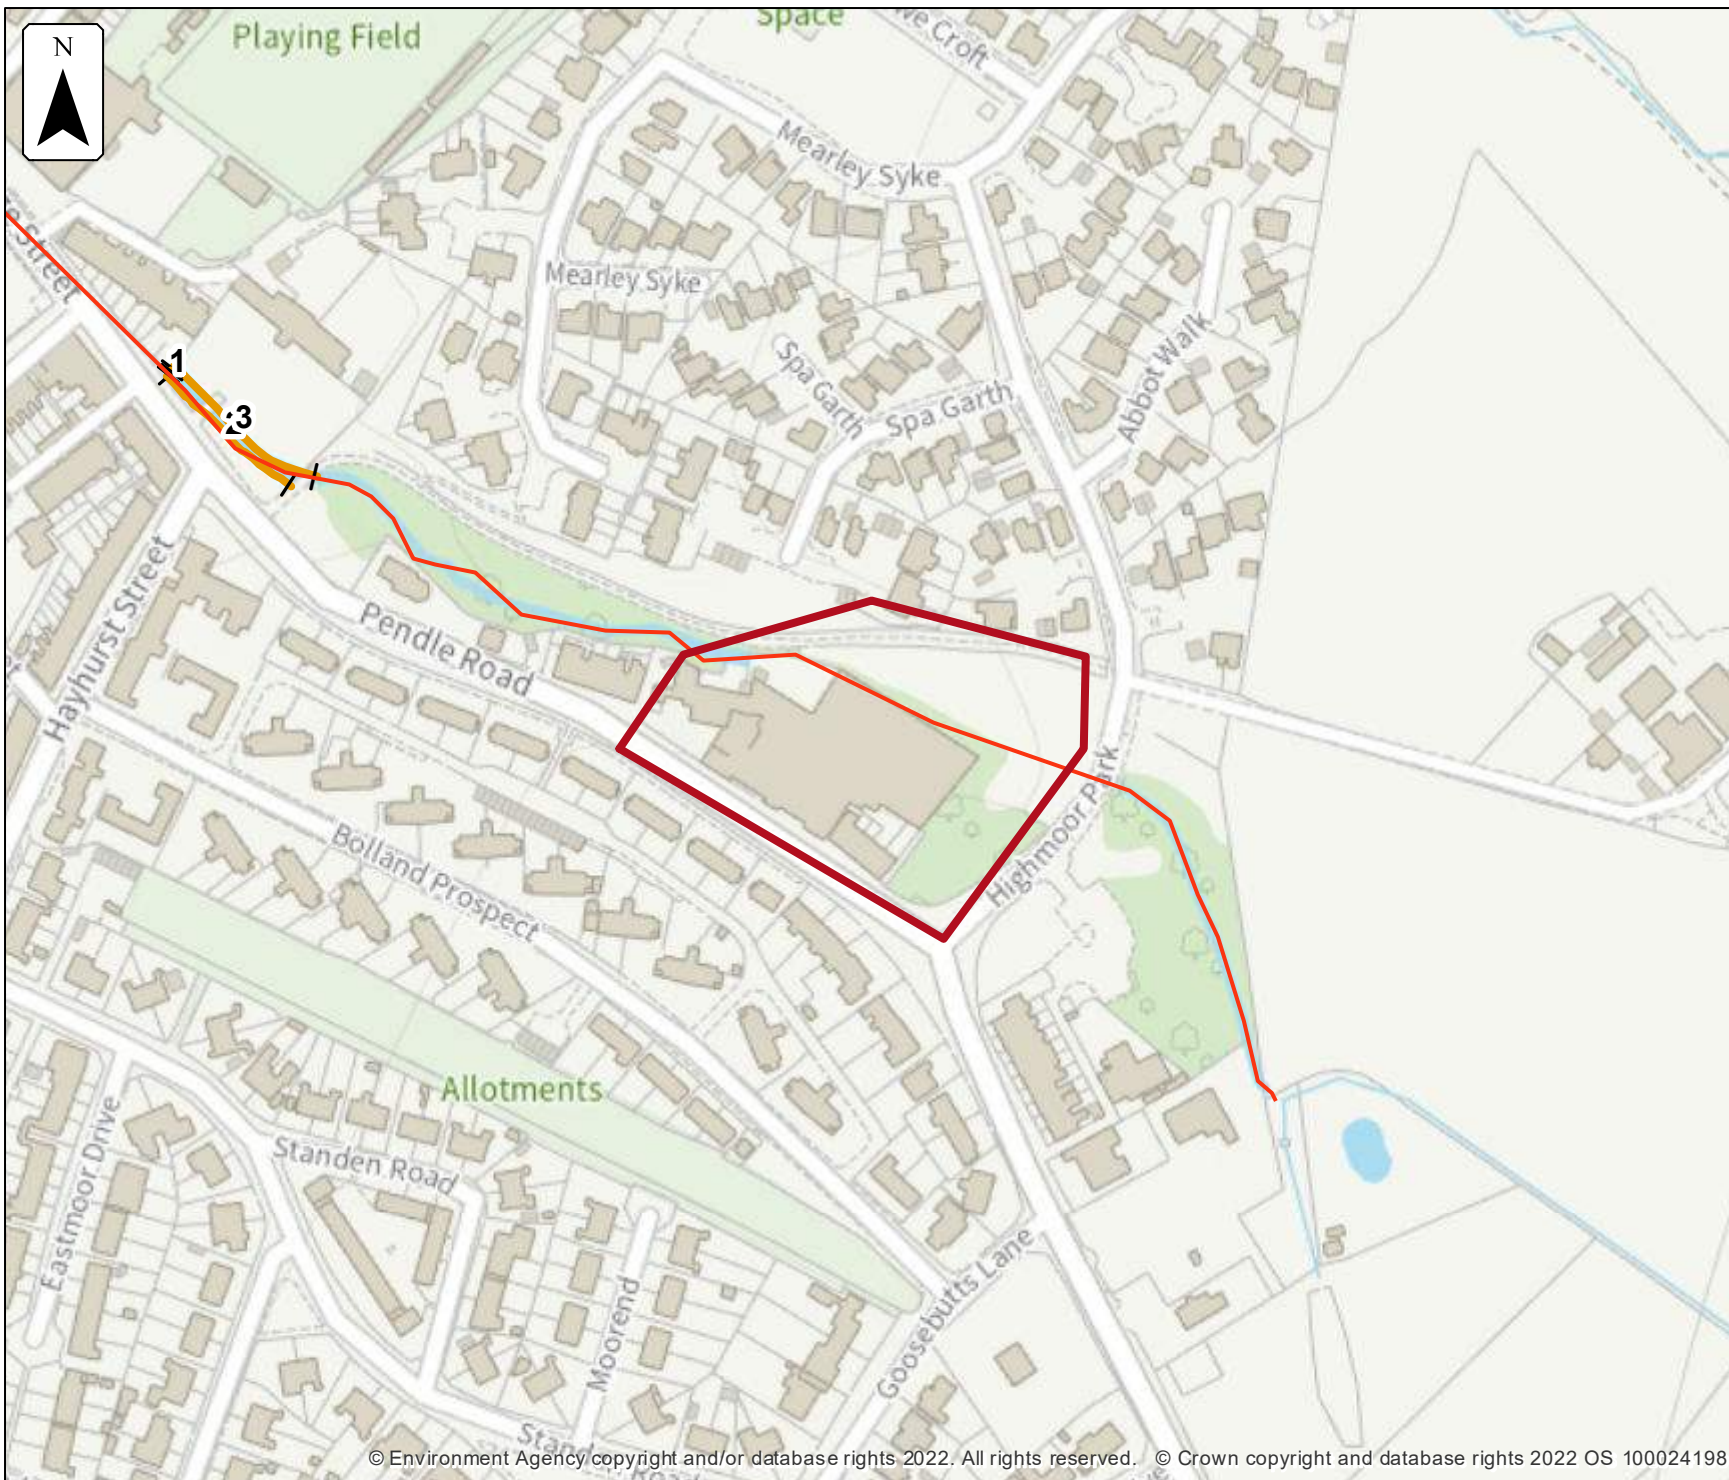 Space
Playing Field
N
we Croft
Mearley Syke
Street
Mearley Syke
Abbot Walk
Spa Garth
Spa Garth
1
3
Hayhurst Street
Pendle Road
Highmoor Park
Bolland Prospect
Allotments
Standen Road
Eastmoor Drive
Moorend
Goosebutts Lane
© Environment Agency copyright and/or database rights 2022. All rights reserved. © Crown copyright and database rights 2022 OS 100024198